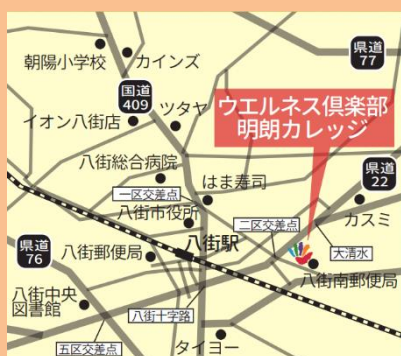 朝陽小学校
カインズ
県道
77
国道
409
イオン八街店
ツタヤ
ウエルネス倶楽部
明朗カレッジ
八街総合病院
一区交差点
はま寿司
県道
22
カスミ
八街市役所
二区交差点
大清水
県道
76
八街郵便局
八街駅
八街南郵便局
八街中央
図書館
八街十字路
五区交差点
タイヨー